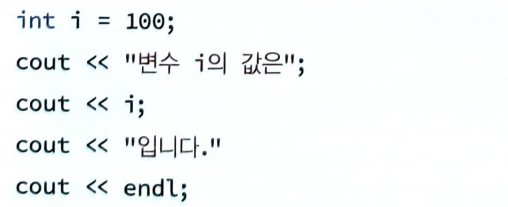 int i = 100;
cout << "변수 i의 값은";
cout << i;
cout << "입니다."
cout << endl;